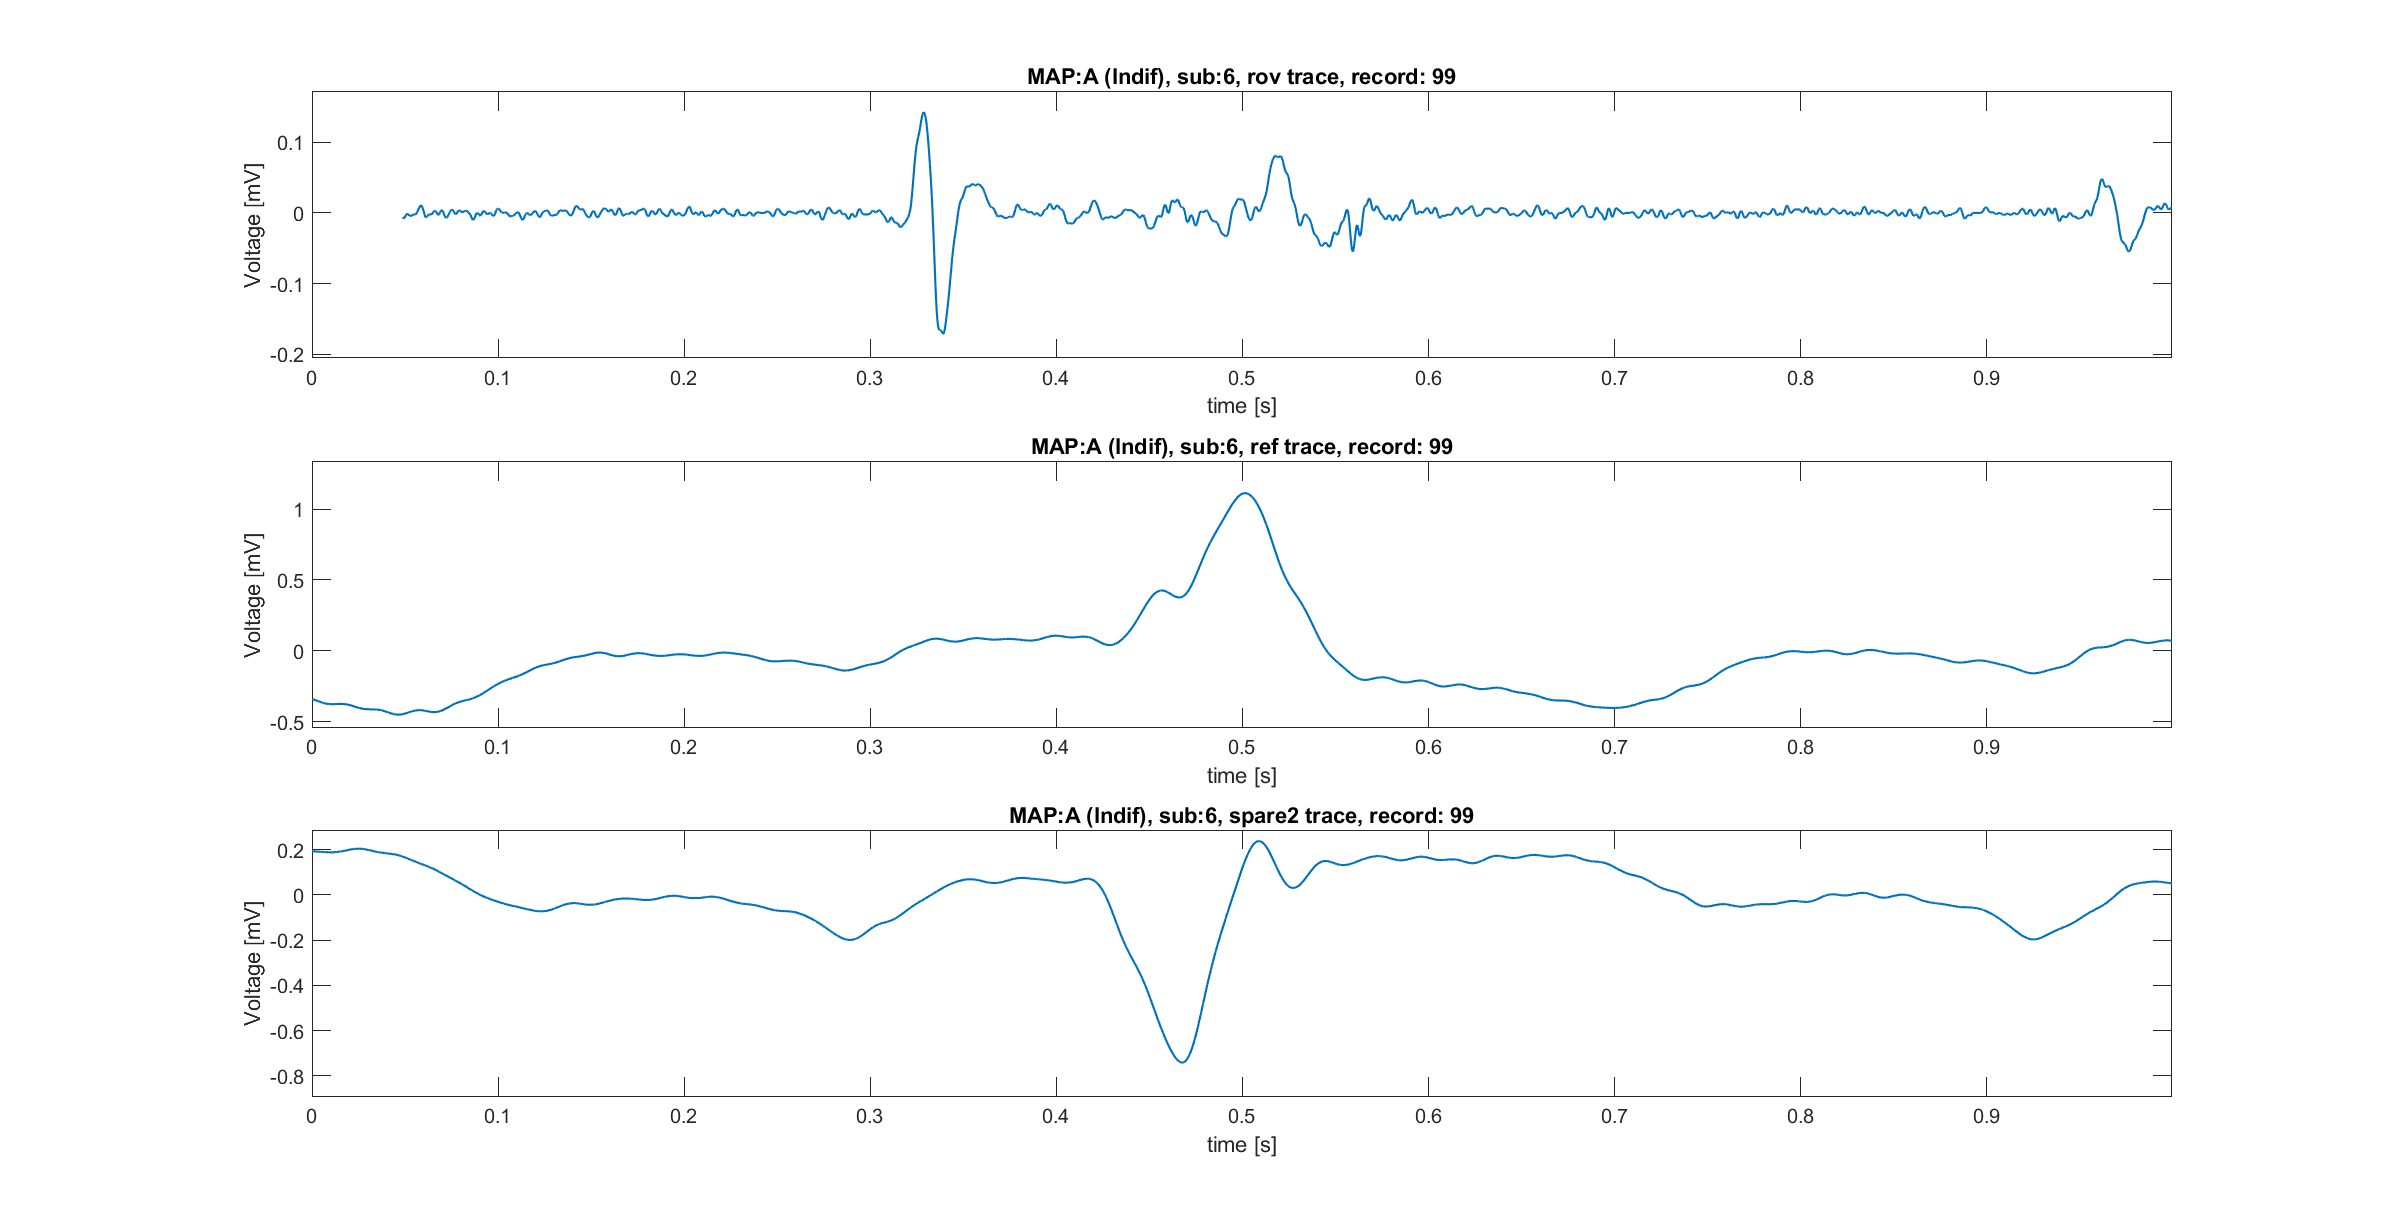 MAP:A (Indif), sub:6, rov trace, record: 99
Voltage [mV]
0.1
0
-0.1
-0.2
0 0.1 0.2 0.3 0.4 0.5 0.6 0.7 0.8 0.9
time [s]
MAP:A (Indif), sub:6, ref trace, record: 99
Voltage [mV]
1
0.5
0
-0.5
0 0.1 0.2 0.3 0.4 0.5 0.6 0.7 0.8 0.9
time [s]
MAP:A (Indif), sub:6, spare2 trace, record: 99
Voltage [mV]
0.2
0
-0.2
-0.4
-0.6
-0.8
0 0.1 0.2 0.3 0.4 0.5 0.6 0.7 0.8 0.9
time [s]